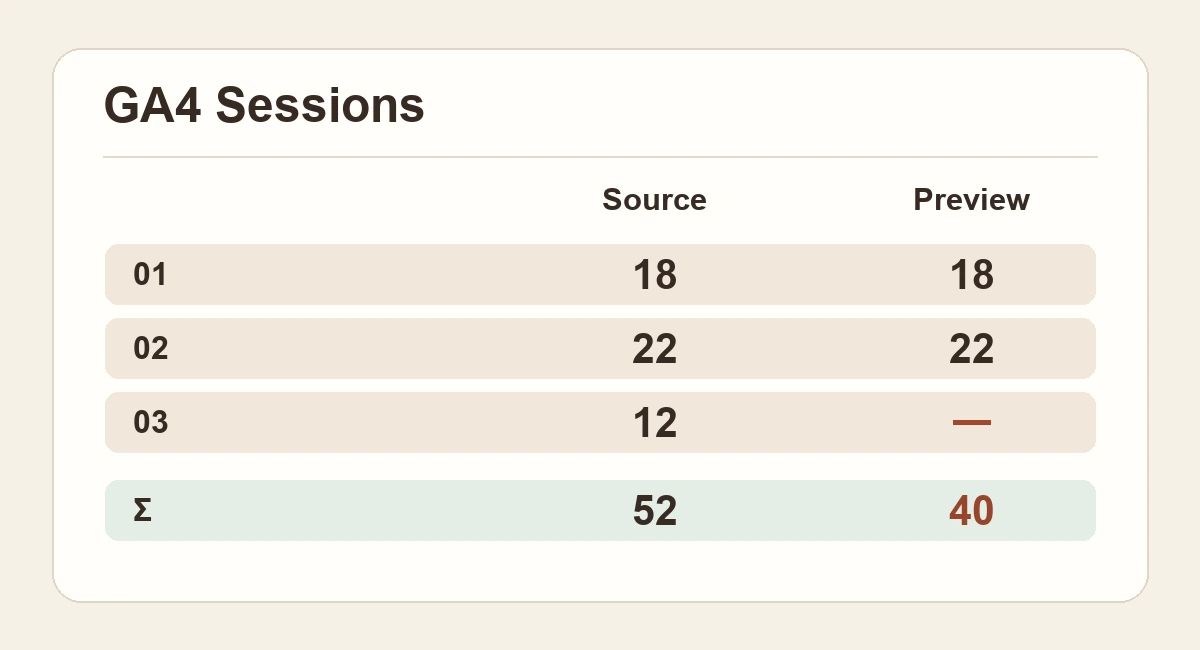 GA4 Sessions
Source Preview
01 18 18
02 22 22
03 12 —
Σ 52 40